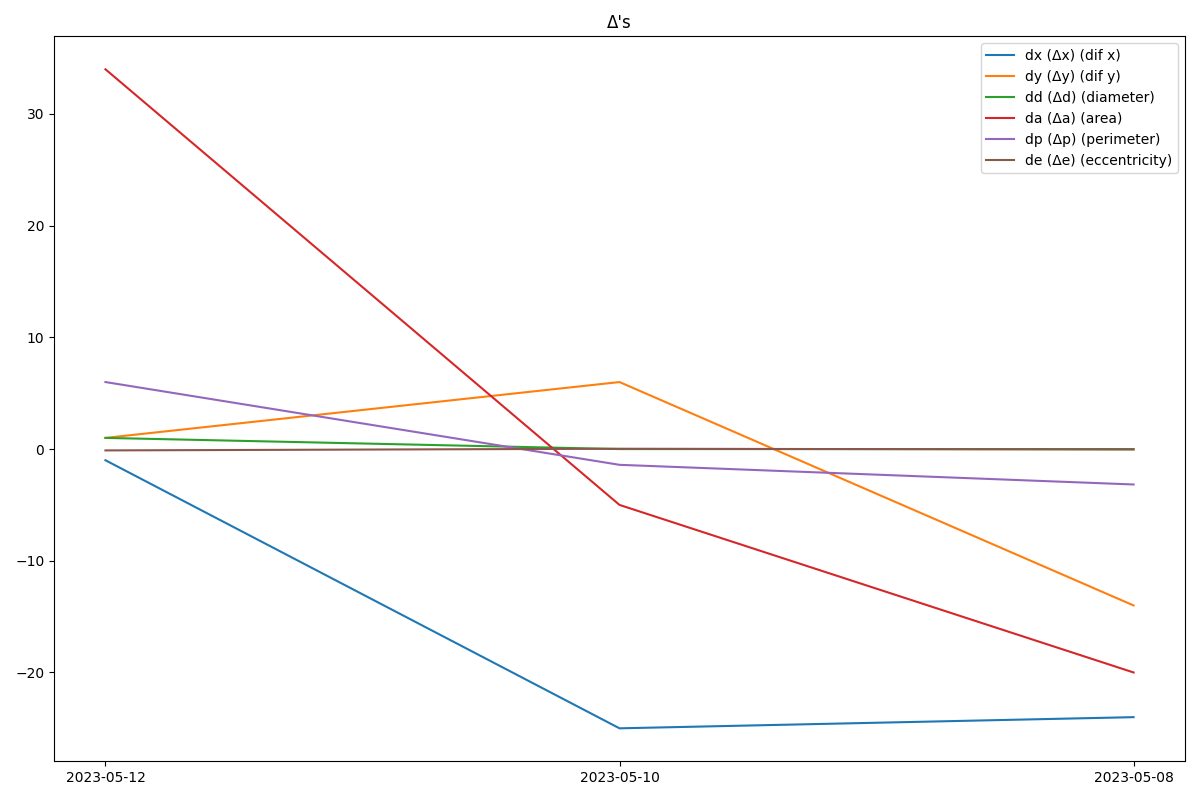 Δ's
dx (Δx) (dif x)
dy (Δy) (dif y)
dd (Δd) (diameter)
da (Δa) (area)
dp (Δp) (perimeter)
de (Δe) (eccentricity)
30
20
10
0
−10
−20
2023-05-12 2023-05-10 2023-05-08